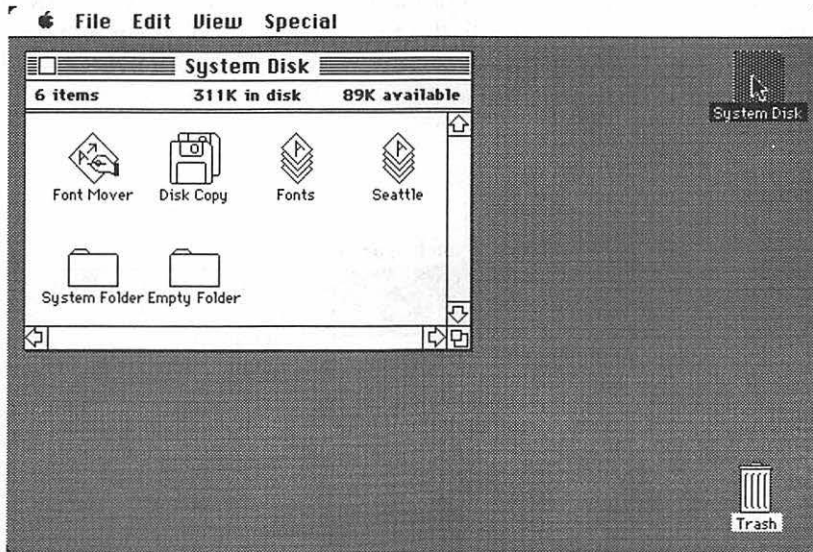 File Edit View Special
System Disk
6 items 311K in disk 89K available
Font Mover Disk Copy Fonts Seattle
System Folder Empty Folder
System Disk
Trash